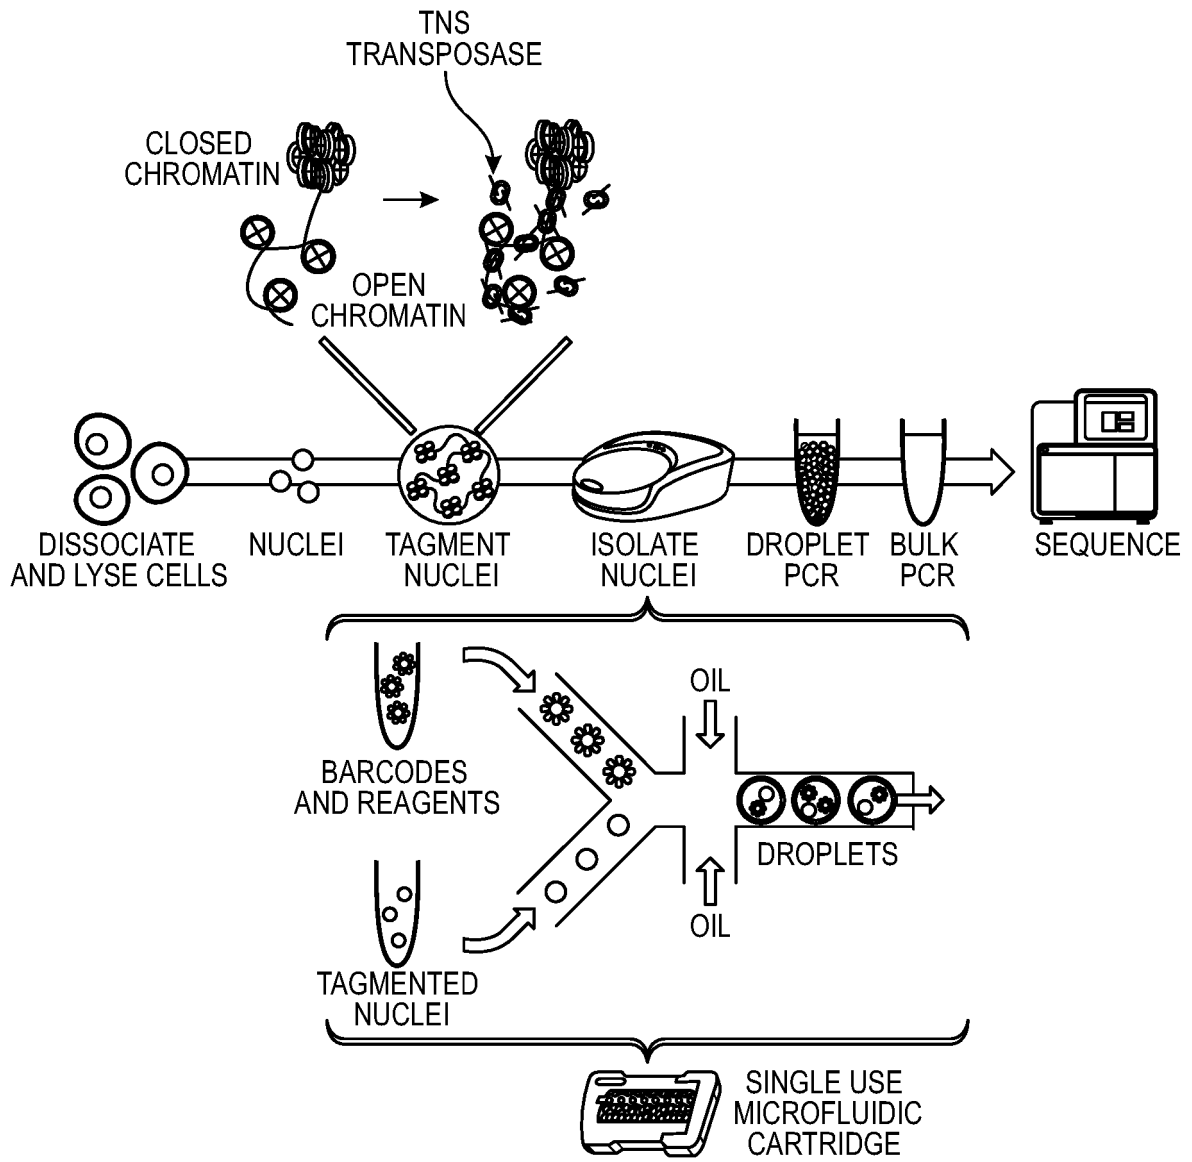 TNS
TRANSPOSASE
CLOSED
CHROMATIN
OPEN
CHROMATIN
DISSOCIATE
AND LYSE CELLS
NUCLEI
TAGMENT
NUCLEI
ISOLATE
NUCLEI
DROPLET
PCR
BULK
PCR
SEQUENCE
BARCODES
AND REAGENTS
OIL
DROPLETS
OIL
TAGMENTED
NUCLEI
SINGLE USE
MICROFLUIDIC
CARTRIDGE